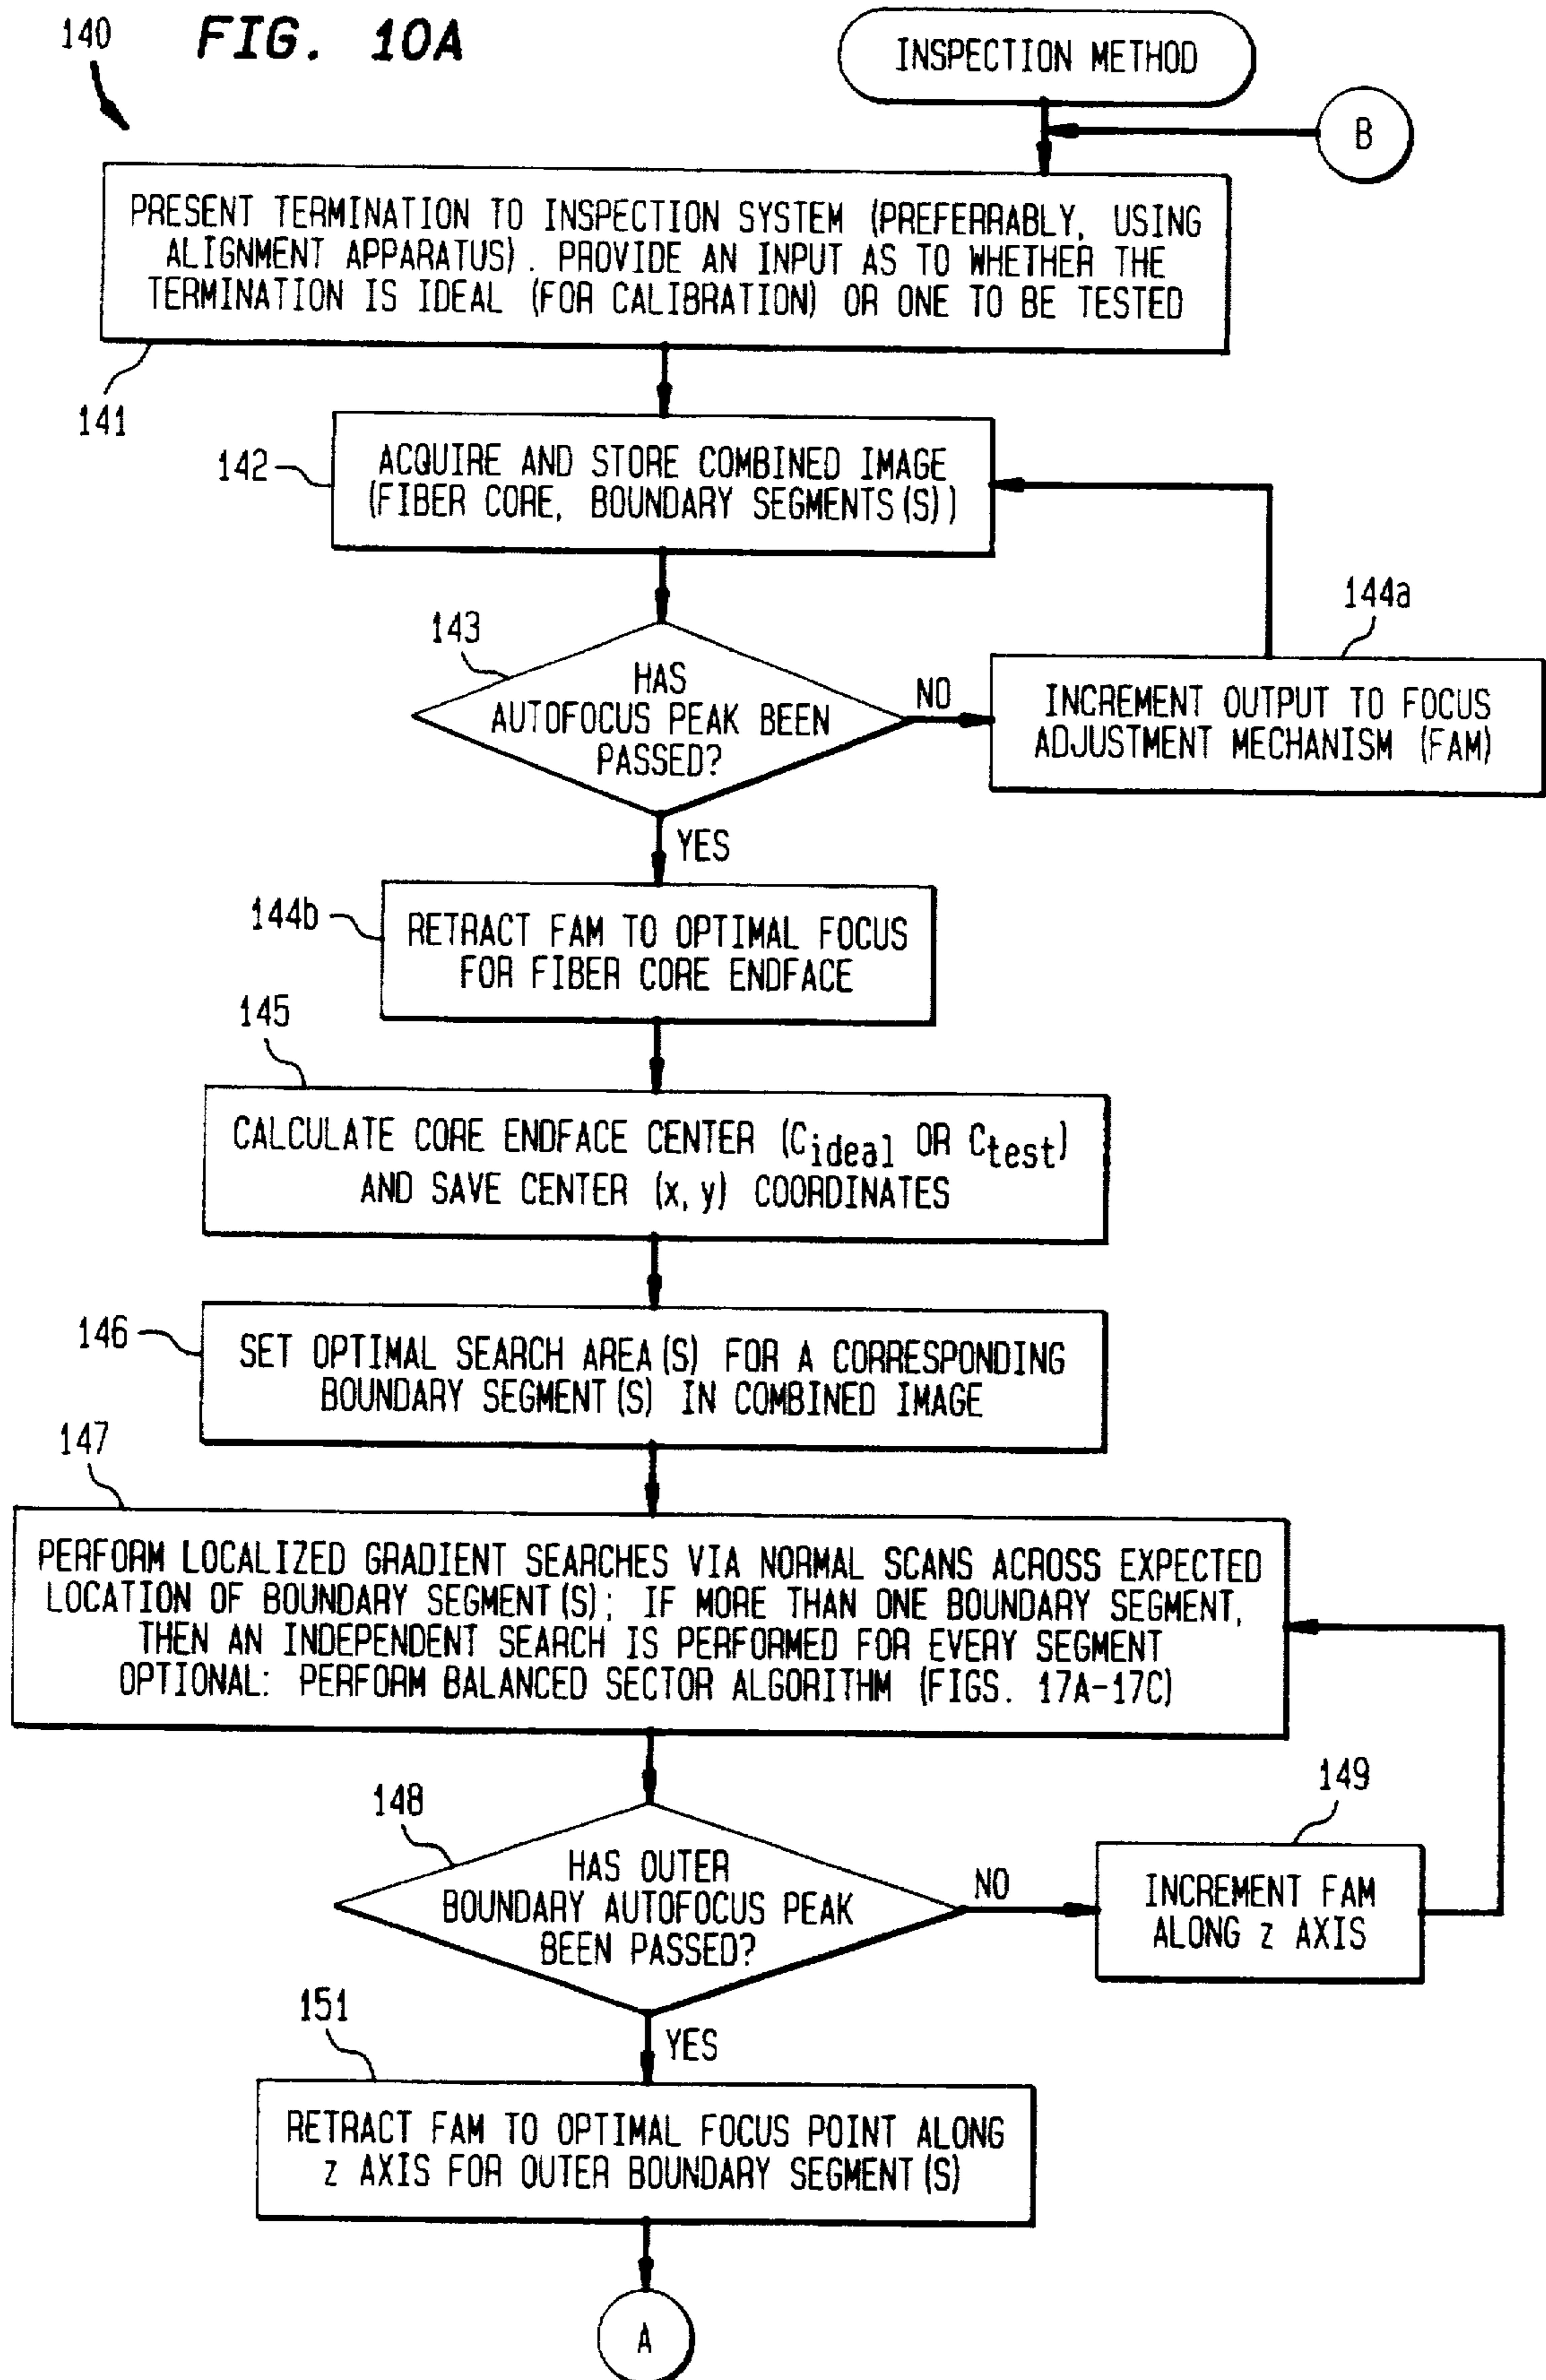 140
FIG. 10A
INSPECTION METHOD
B
PRESENT TERMINATION TO INSPECTION SYSTEM (PREFERRABLY, USING
ALIGNMENT APPARATUS). PROVIDE AN INPUT AS TO WHETHER THE
TERMINATION IS IDEAL (FOR CALIBRATION) OR ONE TO BE TESTED
141
142
ACQUIRE AND STORE COMBINED IMAGE
(FIBER CORE, BOUNDARY SEGMENTS(S))
143
HAS
AUTOFOCUS PEAK BEEN
PASSED?
NO
144a
INCREMENT OUTPUT TO FOCUS
ADJUSTMENT MECHANISM (FAM)
YES
144b
RETRACT FAM TO OPTIMAL FOCUS
FOR FIBER CORE ENDFACE
145
CALCULATE CORE ENDFACE CENTER (Cideal OR Ctest)
AND SAVE CENTER (x, y) COORDINATES
146
SET OPTIMAL SEARCH AREA(S) FOR A CORRESPONDING
BOUNDARY SEGMENT(S) IN COMBINED IMAGE
147
PERFORM LOCALIZED GRADIENT SEARCHES VIA NORMAL SCANS ACROSS EXPECTED
LOCATION OF BOUNDARY SEGMENT(S); IF MORE THAN ONE BOUNDARY SEGMENT,
THEN AN INDEPENDENT SEARCH IS PERFORMED FOR EVERY SEGMENT
OPTIONAL: PERFORM BALANCED SECTOR ALGORITHM (FIGS. 17A-17C)
148
HAS OUTER
BOUNDARY AUTOFOCUS PEAK
BEEN PASSED?
NO
149
INCREMENT FAM
ALONG z AXIS
YES
151
RETRACT FAM TO OPTIMAL FOCUS POINT ALONG
z AXIS FOR OUTER BOUNDARY SEGMENT(S)
A